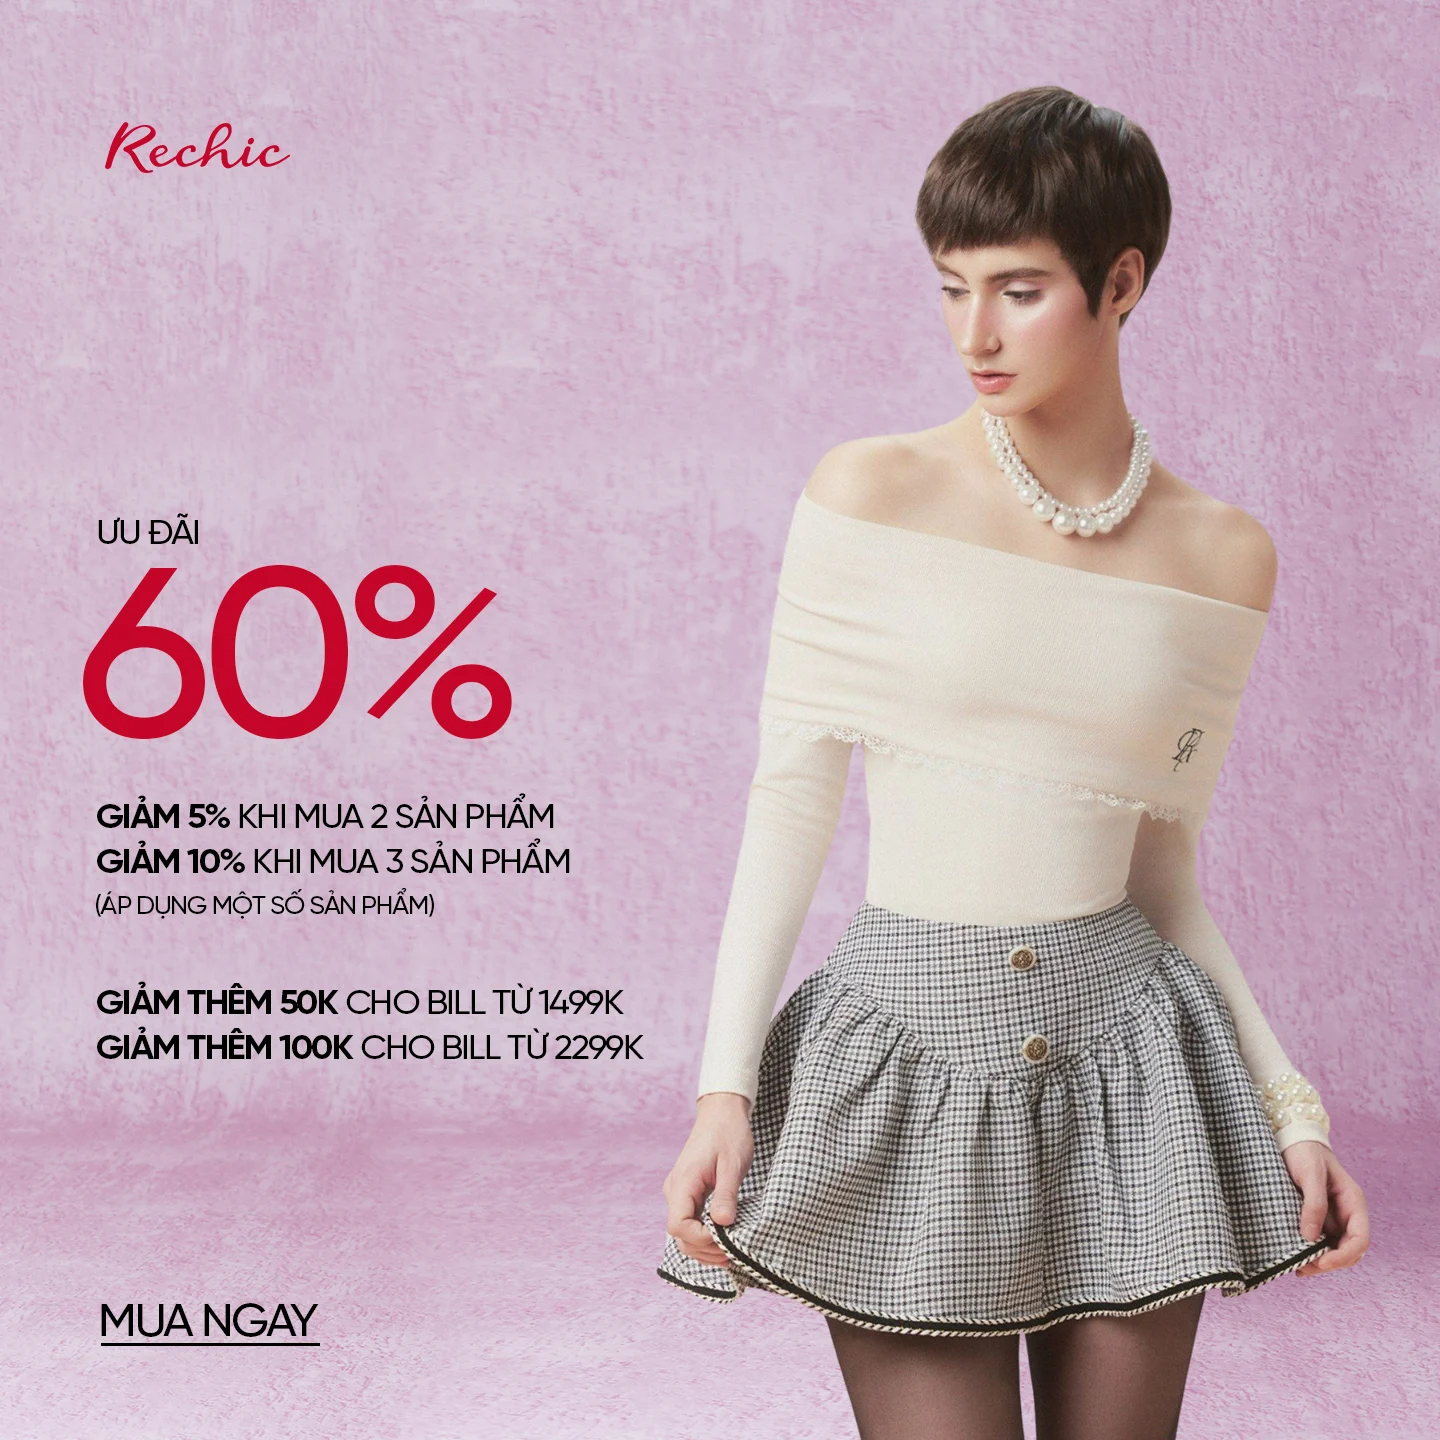 Rechic
ƯU ĐÃI
60%
GIẢM 5% KHI MUA 2 SẢN PHẨM
GIẢM 10% KHI MUA 3 SẢN PHẨM
(ÁP DỤNG MỘT SỐ SẢN PHẨM)
GIẢM THÊM 50K CHO BILL TỪ 1499K
GIẢM THÊM 100K CHO BILL TỪ 2299K
MUA NGAY